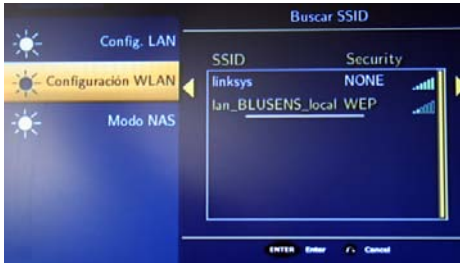 Buscar SSID
Config. LAN
Configuración WLAN
Modo NAS
SSID Security
linksys NONE
lan_BLUSENS_local WEP
ENTER Enter Cancel